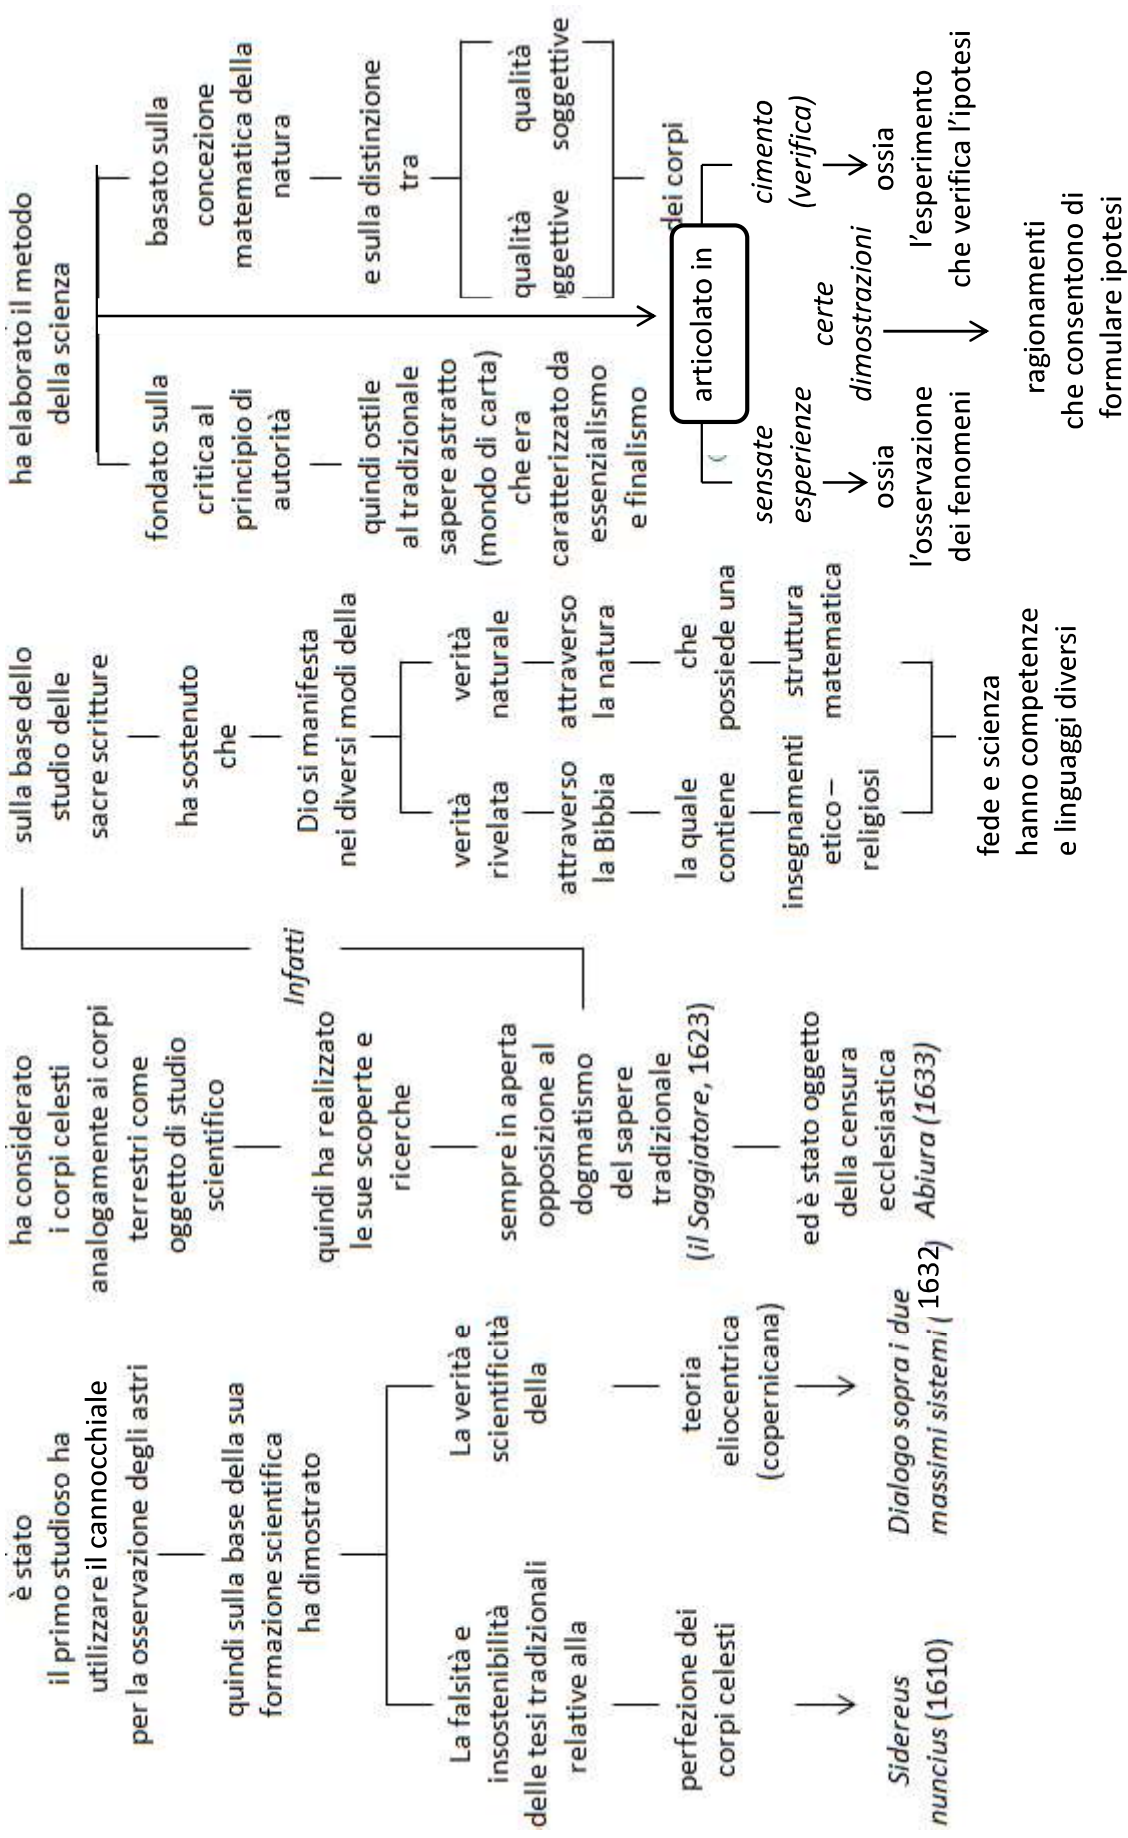 è stato
il primo studioso ha
utilizzare il cannocchiale
per la osservazione degli astri
quindi sulla base della sua
formazione scientifica
ha dimostrato
La falsità e
insostenibilità
delle tesi tradizionali
relative alla
perfezione dei
corpi celesti
Sidereus
nuncius (1610)
La verità e
scientificità
della
teoria
eliocentrica
(copernicana)
Dialogo sopra i due
massimi sistemi ( 1632)
ha considerato
i corpi celesti
analogamente ai corpi
terrestri come
oggetto di studio
scientifico
quindi ha realizzato
le sue scoperte e
ricerche
sempre in aperta
opposizione al
dogmatismo
del sapere
tradizionale
(il Saggiatore, 1623)
ed è stato oggetto
della censura
ecclesiastica
Abiura (1633)
Infatti
sulla base dello
studio delle
sacre scritture
ha sostenuto
che
Dio si manifesta
nei diversi modi della
verità
rivelata
attraverso
la Bibbia
la quale
contiene
insegnamenti
etico –
religiosi
verità
naturale
attraverso
la natura
che
possiede una
struttura
matematica
fede e scienza
hanno competenze
e linguaggi diversi
ha elaborato il metodo
della scienza
fondato sulla
critica al
principio di
autorità
quindi ostile
al tradizionale
sapere astratto
(mondo di carta)
che era
caratterizzato da
essenzialismo
e finalismo
basato sulla
concezione
matematica della
natura
e sulla distinzione
tra
qualità
oggettive
qualità
soggettive
dei corpi
articolato in
(
sensate
esperienze
ossia
l'osservazione
dei fenomeni
certe
dimostrazioni
ragionamenti
che consentono di
formulare ipotesi
cimento
(verifica)
ossia
l'esperimento
che verifica l'ipotesi